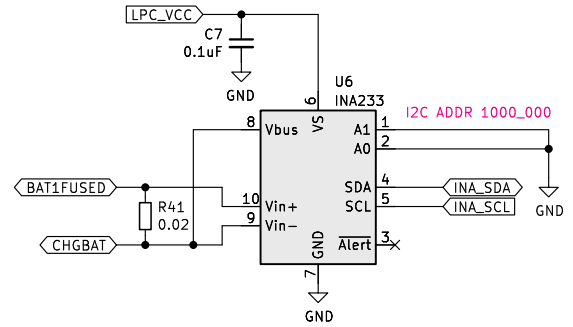 LPC_VCC
C7
0.1uF
GND
U6
INA233
I2C ADDR 1000_000
6
VS
8
Vbus
A1
1
A0
2
BAT1FUSED
SDA
4
INA_SDA
R41
0.02
10
Vin+
SCL
5
INA_SCL
GND
9
Vin-
CHGBAT
GND
Alert
3
7
GND